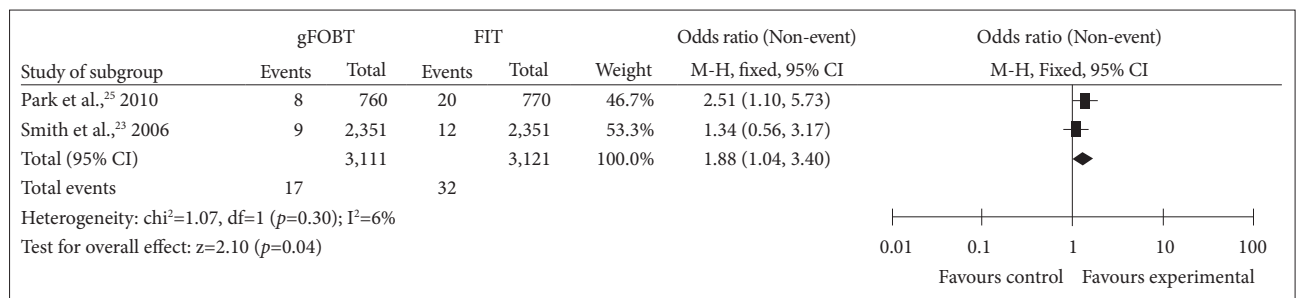 gFOBT FIT Odds ratio (Non-event) Odds ratio (Non-event)
Study of subgroup Events Total Events Total Weight M-H, fixed, 95% CI M-H, Fixed, 95% CI
Park et al.,²⁵ 2010 8 760 20 770 46.7% 2.51 (1.10, 5.73)
Smith et al.,²³ 2006 9 2,351 12 2,351 53.3% 1.34 (0.56, 3.17)
Total (95% CI) 3,111 3,121 100.0% 1.88 (1.04, 3.40)
Total events 17 32
Heterogeneity: chi²=1.07, df=1 (p=0.30); I²=6%
Test for overall effect: z=2.10 (p=0.04)
0.01 0.1 1 10 100
Favours control Favours experimental